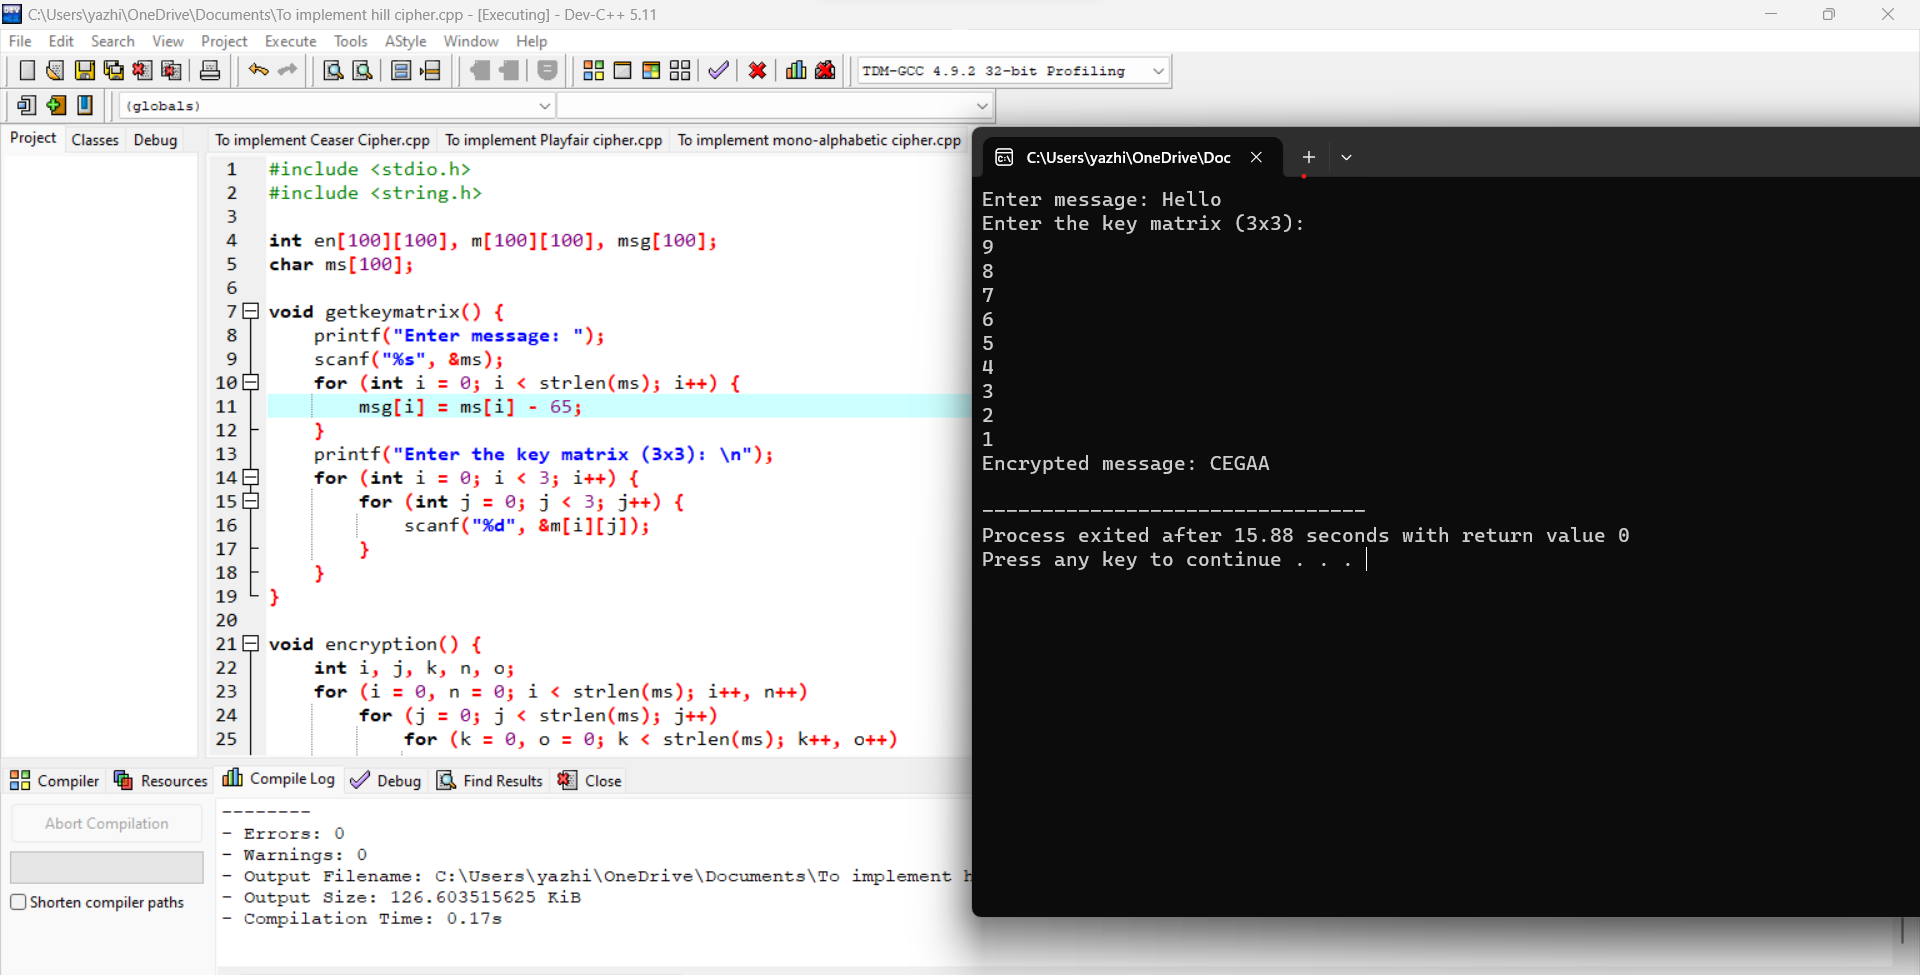 C:\Users\yazhi\OneDrive\Documents\To implement hill cipher.cpp - [Executing] - Dev-C++ 5.11
File Edit Search View Project Execute Tools AStyle Window Help
TDM-GCC 4.9.2 32-bit Profiling
(globals)
Project Classes Debug
To implement Ceaser Cipher.cpp To implement Playfair cipher.cpp To implement mono-alphabetic cipher.cpp
1 #include <stdio.h>
2 #include <string.h>
3
4 int en[100][100], m[100][100], msg[100];
5 char ms[100];
6
7 void getkeymatrix() {
8 printf("Enter message: ");
9 scanf("%s", &ms);
10 for (int i = 0; i < strlen(ms); i++) {
11 msg[i] = ms[i] - 65;
12 }
13 printf("Enter the key matrix (3x3): \n");
14 for (int i = 0; i < 3; i++) {
15 for (int j = 0; j < 3; j++) {
16 scanf("%d", &m[i][j]);
17 }
18 }
19 }
20
21 void encryption() {
22 int i, j, k, n, o;
23 for (i = 0, n = 0; i < strlen(ms); i++, n++)
24 for (j = 0; j < strlen(ms); j++)
25 for (k = 0, o = 0; k < strlen(ms); k++, o++)
C:\Users\yazhi\OneDrive\Doc
Enter message: Hello
Enter the key matrix (3x3):
9
8
7
6
5
4
3
2
1
Encrypted message: CEGAA
--------------------------------
Process exited after 15.88 seconds with return value 0
Press any key to continue . . .
Compiler Resources Compile Log Debug Find Results Close
Abort Compilation
Shorten compiler paths
--------
- Errors: 0
- Warnings: 0
- Output Filename: C:\Users\yazhi\OneDrive\Documents\To implement h
- Output Size: 126.603515625 KiB
- Compilation Time: 0.17s